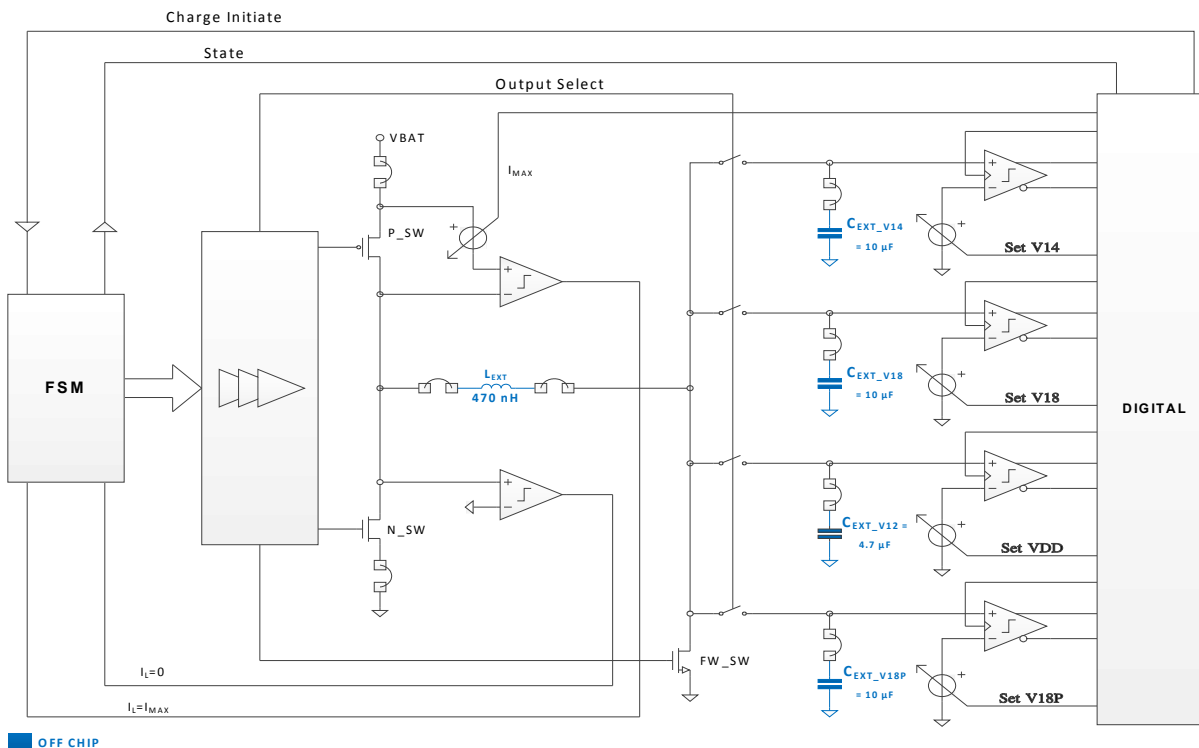 Charge Initiate
State
Output Select
VBAT
IMAX
P_SW
+
+
−
+
−
CEXT_V14
= 10 µF
+
Set V14
FSM
LEXT
470 nH
+
−
CEXT_V18
= 10 µF
+
Set V18
DIGITAL
+
−
N_SW
+
−
CEXT_V12 =
4.7 µF
+
Set VDD
FW_SW
+
−
CEXT_V18P
= 10 µF
+
Set V18P
IL=0
IL=IMAX
OFF CHIP